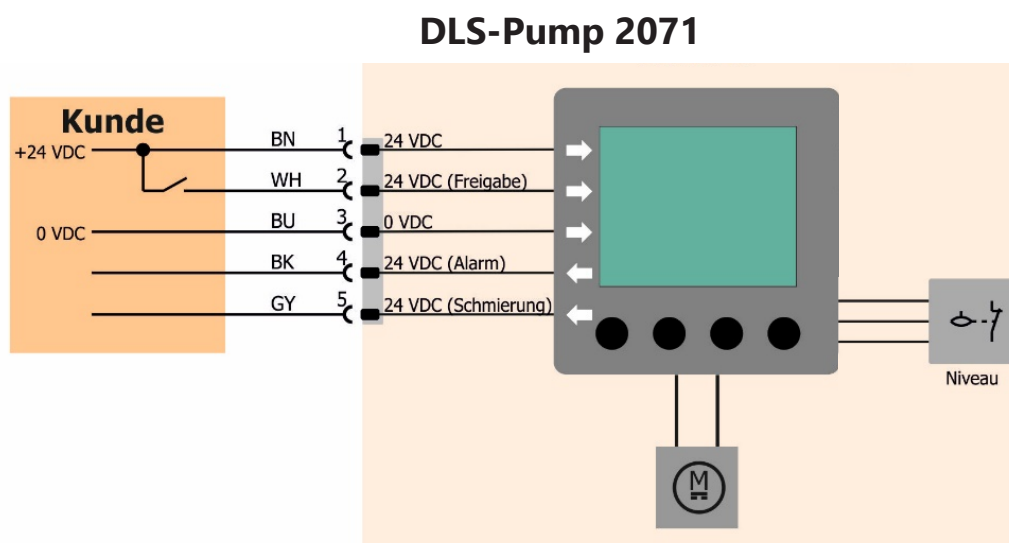 DLS-Pump 2071
Kunde
+24 VDC
BN 1 24 VDC
WH 2 24 VDC (Freigabe)
0 VDC
BU 3 0 VDC
BK 4 24 VDC (Alarm)
GY 5 24 VDC (Schmierung)
Niveau
M